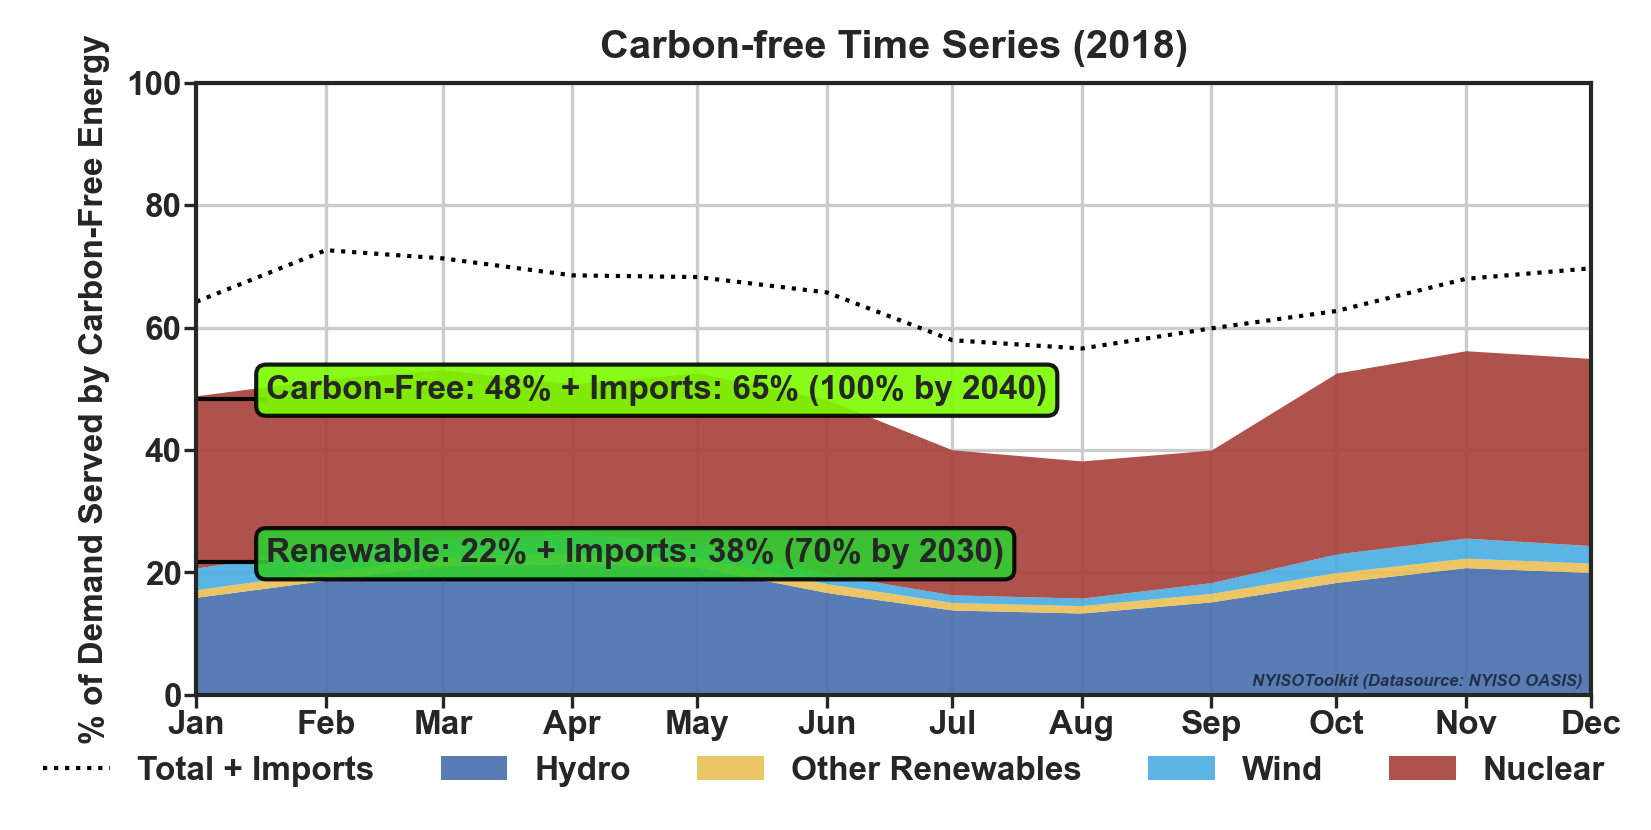 Carbon-free Time Series (2018)
% of Demand Served by Carbon-Free Energy
100
80
60
40
20
0
Carbon-Free: 48% + Imports: 65% (100% by 2040)
Renewable: 22% + Imports: 38% (70% by 2030)
NYISOToolkit (Datasource: NYISO OASIS)
Jan Feb Mar Apr May Jun Jul Aug Sep Oct Nov Dec
Total + Imports Hydro Other Renewables Wind Nuclear